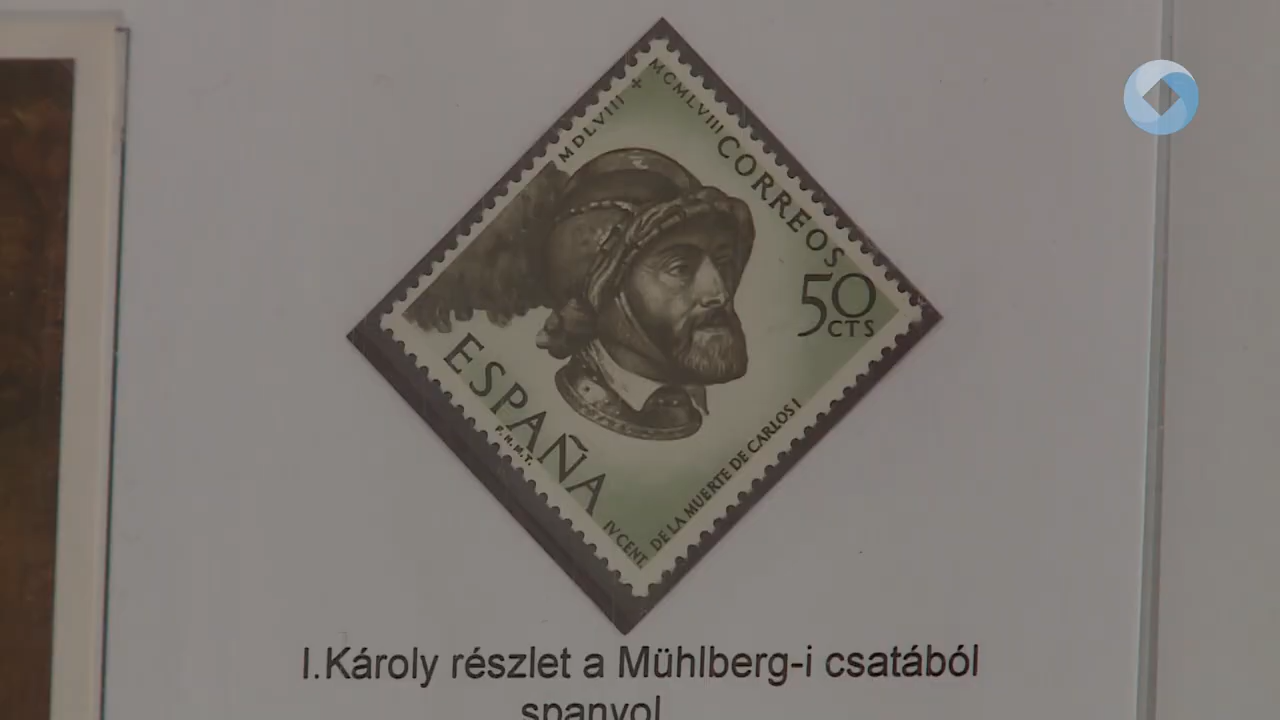 MDLVIII + MCMLVIII
CORREOS
50
CTS
ESPAÑA
F.N.M.T.
IV CENT. DE LA MUERTE DE CARLOS I
I.Károly részlet a Mühlberg-i csatából
spanyol